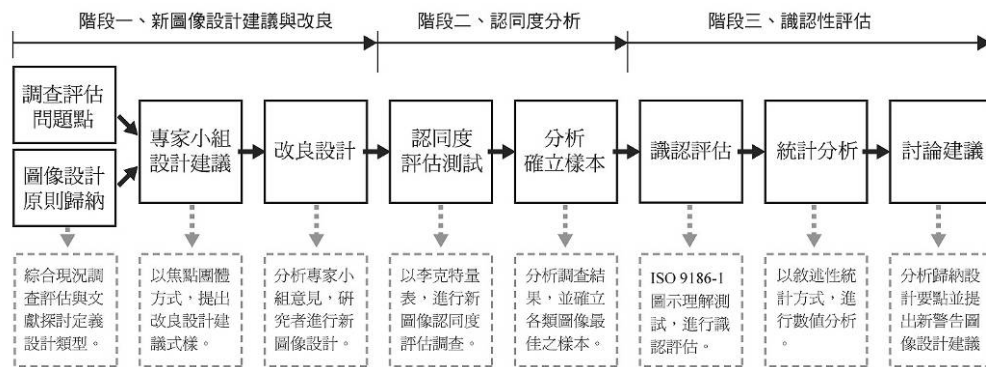 階段一、新圖像設計建議與改良
階段二、認同度分析
階段三、識認性評估
調查評估
問題點
圖像設計
原則歸納
專家小組
設計建議
改良設計
認同度
評估測試
分析
確立樣本
識認評估
統計分析
討論建議
綜合現況調
查評估與文
獻探討定義
設計類型。
以焦點團體
方式，提出
改良設計建
議式樣。
分析專家小
組意見，研
究者進行新
圖像設計。
以李克特量
表，進行新
圖像認同度
評估調查。
分析調查結
果，並確立
各類圖像最
佳之樣本。
ISO 9186-1
圖示理解測
試，進行識
認評估。
以敘述性統
計方式，進
行數值分析
。
分析歸納設
計要點並提
出新警告圖
像設計建議